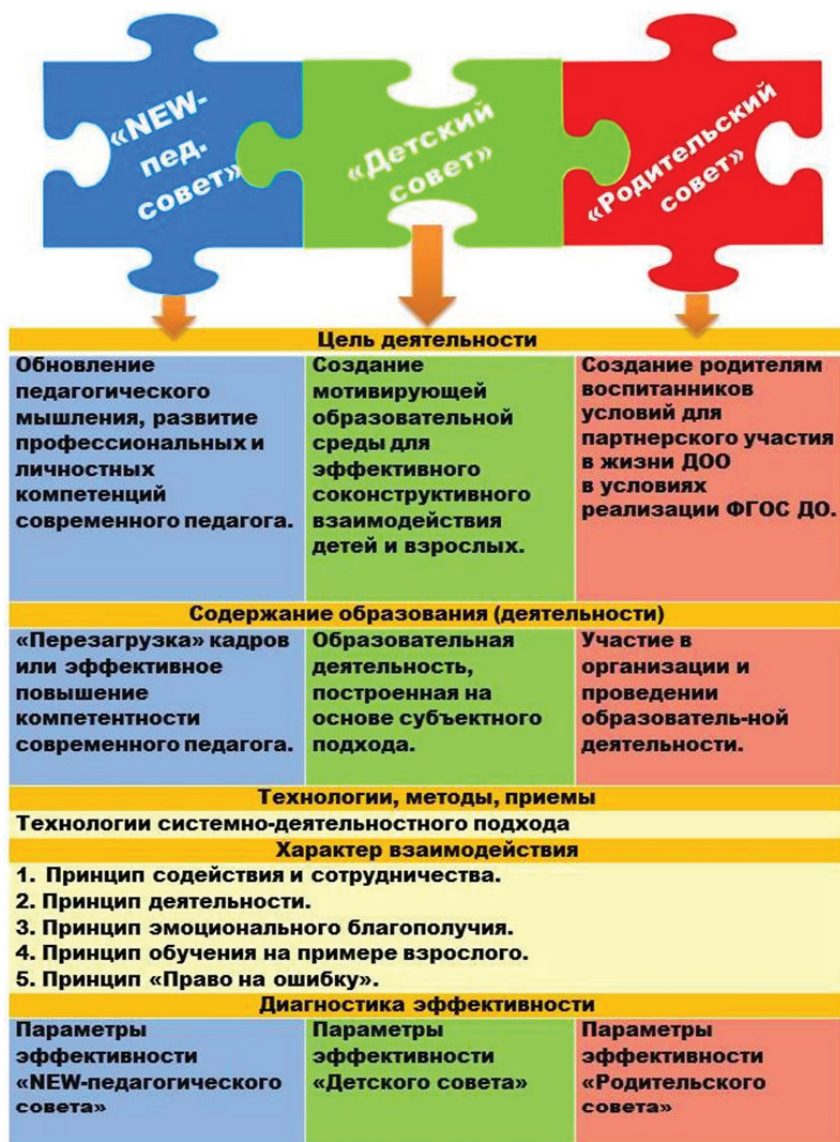 «NEW-
пед.
совет»
«Детский
совет»
«Родительский
совет»
Цель деятельности
Обновление
педагогического
мышления, развитие
профессиональных и
личностных
компетенций
современного педагога.
Создание
мотивирующей
образовательной
среды для
эффективного
соконструктивного
взаимодействия
детей и взрослых.
Создание родителям
воспитанников
условий для
партнерского участия
в жизни ДОО
в условиях
реализации ФГОС ДО.
Содержание образования (деятельности)
«Перезагрузка» кадров
или эффективное
повышение
компетентности
современного педагога.
Образовательная
деятельность,
построенная на
основе субъектного
подхода.
Участие в
организации и
проведении
образователь-ной
деятельности.
Технологии, методы, приемы
Технологии системно-деятельностного подхода
Характер взаимодействия
1. Принцип содействия и сотрудничества.
2. Принцип деятельности.
3. Принцип эмоционального благополучия.
4. Принцип обучения на примере взрослого.
5. Принцип «Право на ошибку».
Диагностика эффективности
Параметры
эффективности
«NEW-педагогического
совета»
Параметры
эффективности
«Детского совета»
Параметры
эффективности
«Родительского
совета»